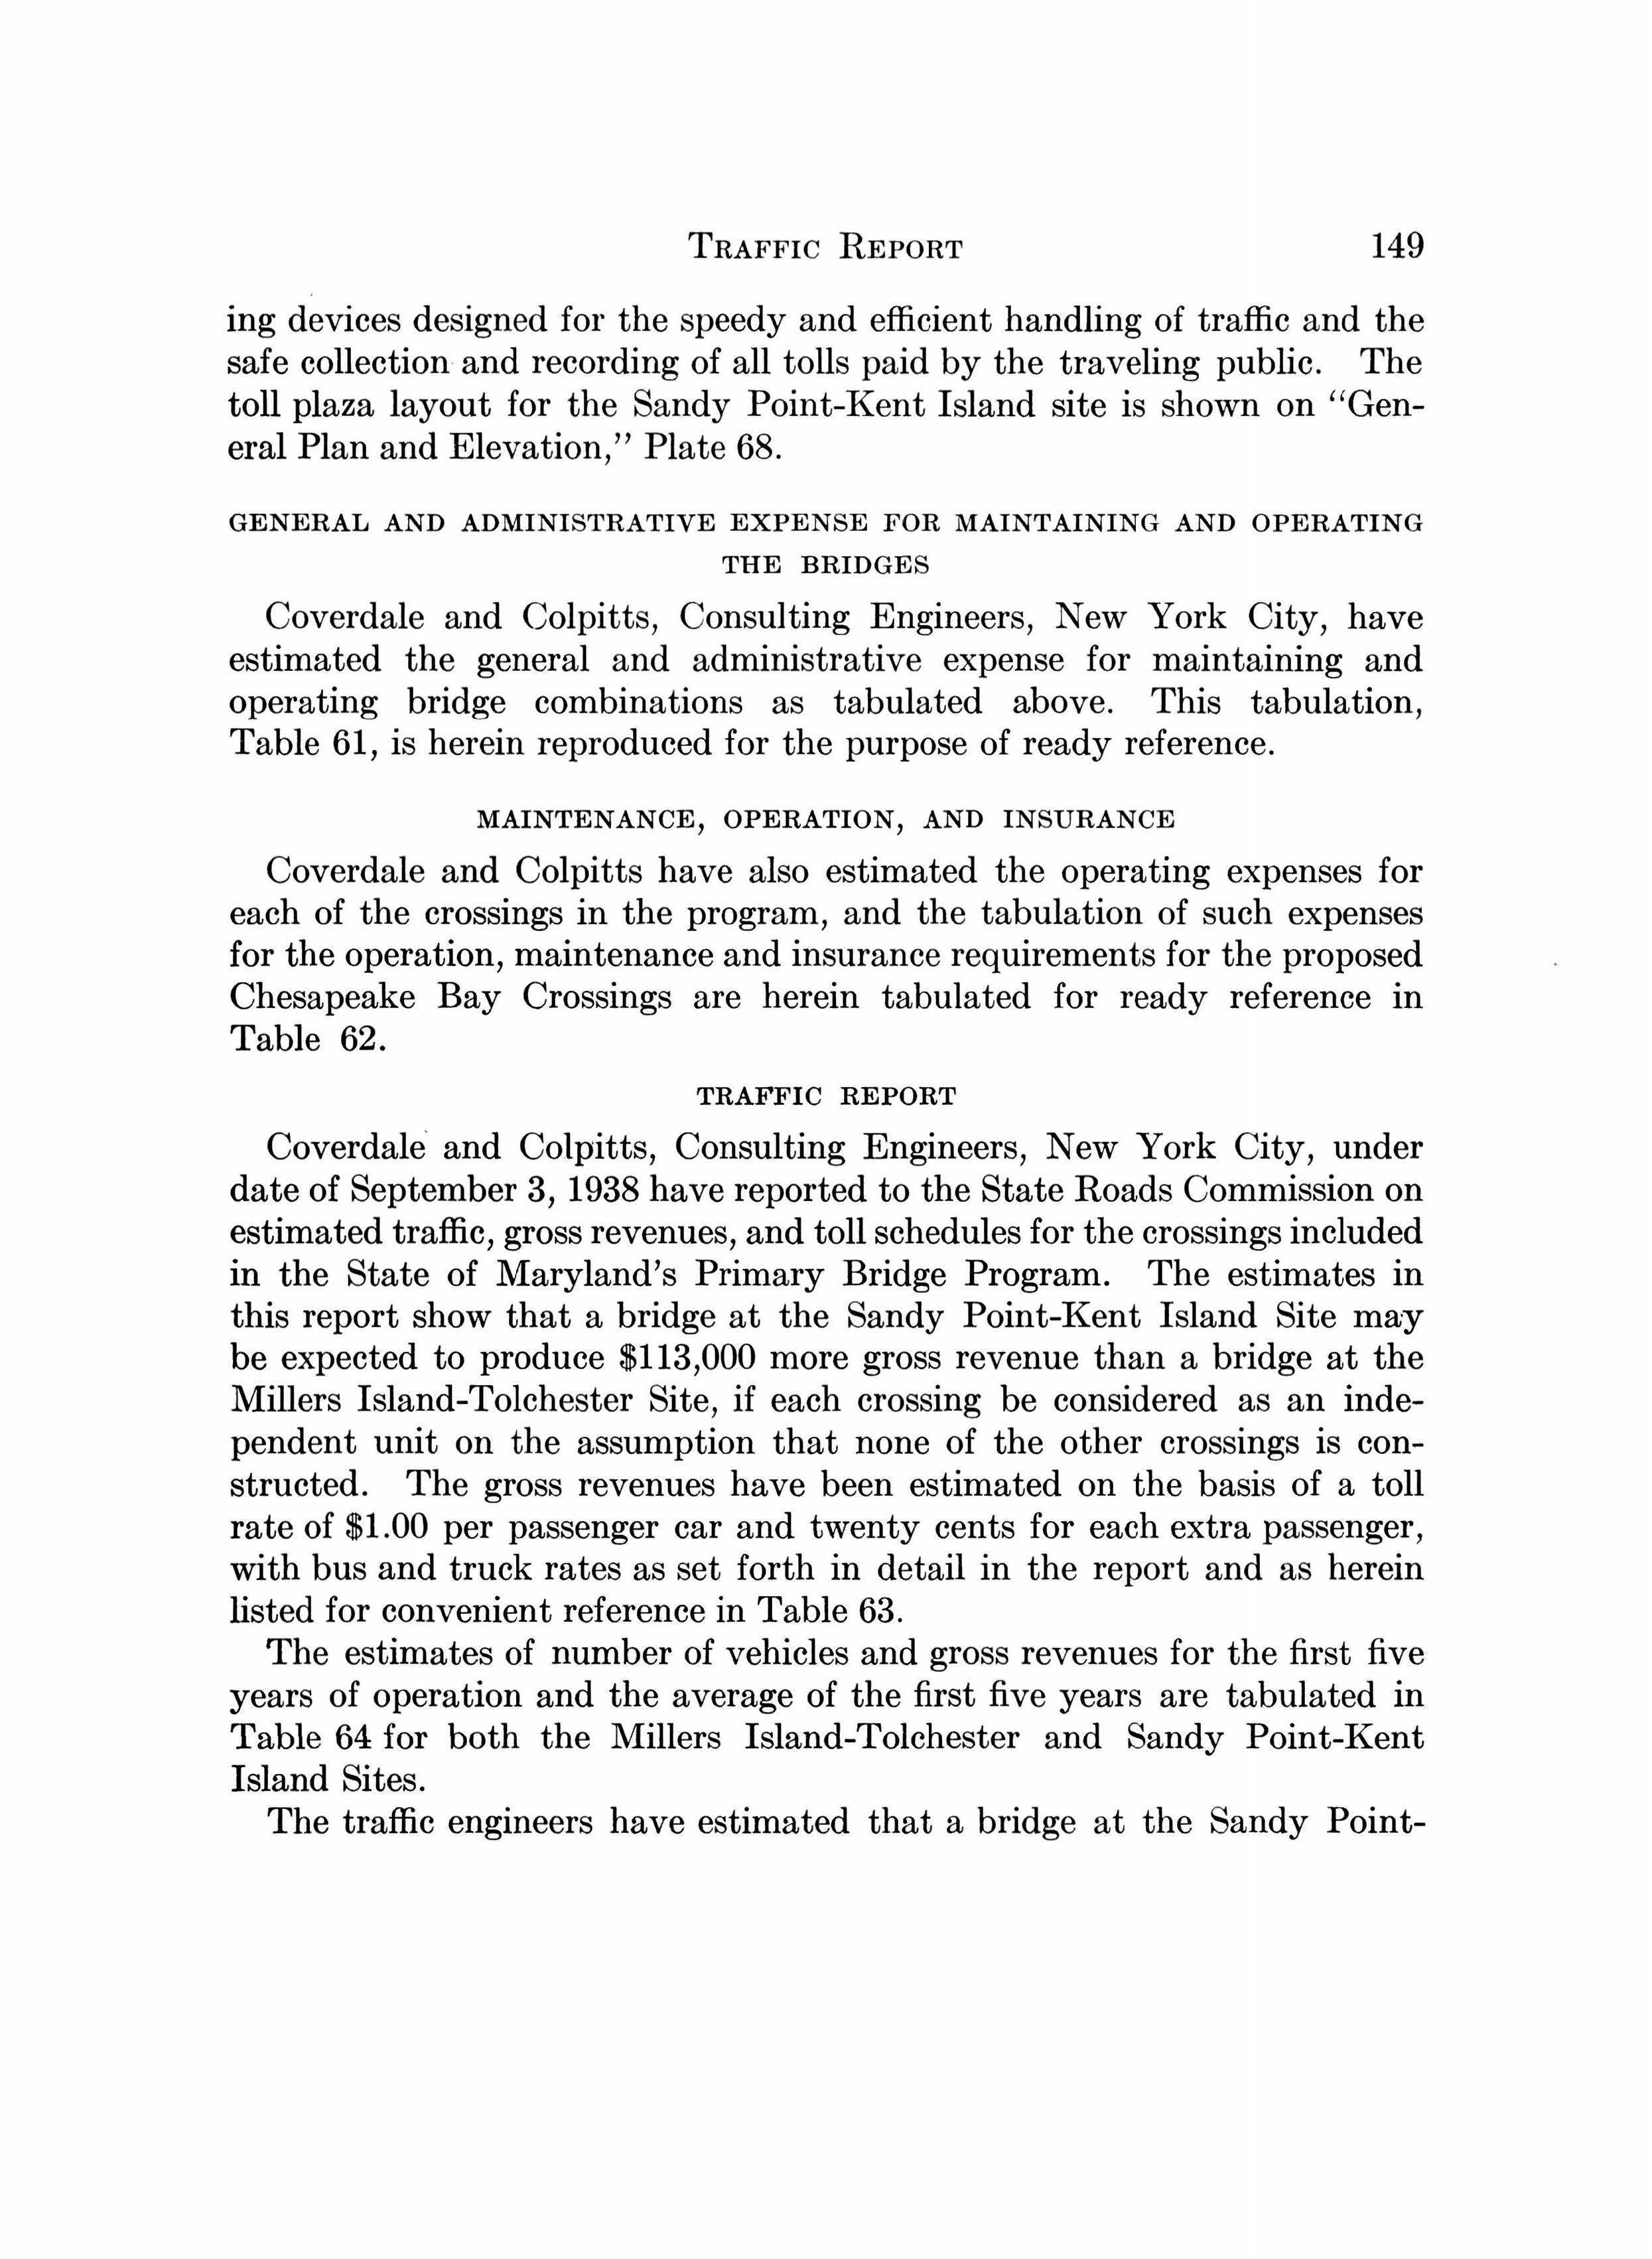 TRAFFIC REPORT 149
ing devices designed for the speedy and efficient handling of traffic and the
safe collection and recording of all tolls paid by the traveling public. The
toll plaza layout for the Sandy Point-Kent Island site is shown on "Gen-
eral Plan and Elevation," Plate 68.
GENERAL AND ADMINISTRATIVE EXPENSE FOR MAINTAINING AND OPERATING
THE BRIDGES
Coverdale and Colpitts, Consulting Engineers, New York City, have
estimated the general and administrative expense for maintaining and
operating bridge combinations as tabulated above. This tabulation,
Table 61, is herein reproduced for the purpose of ready reference.
MAINTENANCE, OPERATION, AND INSURANCE
Coverdale and Colpitts have also estimated the operating expenses for
each of the crossings in the program, and the tabulation of such expenses
for the operation, maintenance and insurance requirements for the proposed
Chesapeake Bay Crossings are herein tabulated for ready reference in
Table 62.
TRAFFIC REPORT
Coverdale and Colpitts, Consulting Engineers, New York City, under
date of September 3, 1938 have reported to the State Roads Commission on
estimated traffic, gross revenues, and toll schedules for the crossings included
in the State of Maryland's Primary Bridge Program. The estimates in
this report show that a bridge at the Sandy Point-Kent Island Site may
be expected to produce $113,000 more gross revenue than a bridge at the
Millers Island-Tolchester Site, if each crossing be considered as an inde-
pendent unit on the assumption that none of the other crossings is con-
structed. The gross revenues have been estimated on the basis of a toll
rate of $1.00 per passenger car and twenty cents for each extra passenger,
with bus and truck rates as set forth in detail in the report and as herein
listed for convenient reference in Table 63.
The estimates of number of vehicles and gross revenues for the first five
years of operation and the average of the first five years are tabulated in
Table 64 for both the Millers Island-Tolchester and Sandy Point-Kent
Island Sites.
The traffic engineers have estimated that a bridge at the Sandy Point-